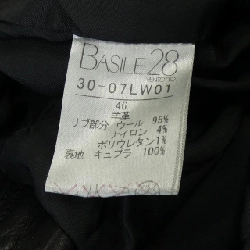 BASILE 28
30-07LW01
46
羊革
リブ部分 ウール 95%
ナイロン 4%
ポリウレタン 1%
裏地 キュプラ 100%